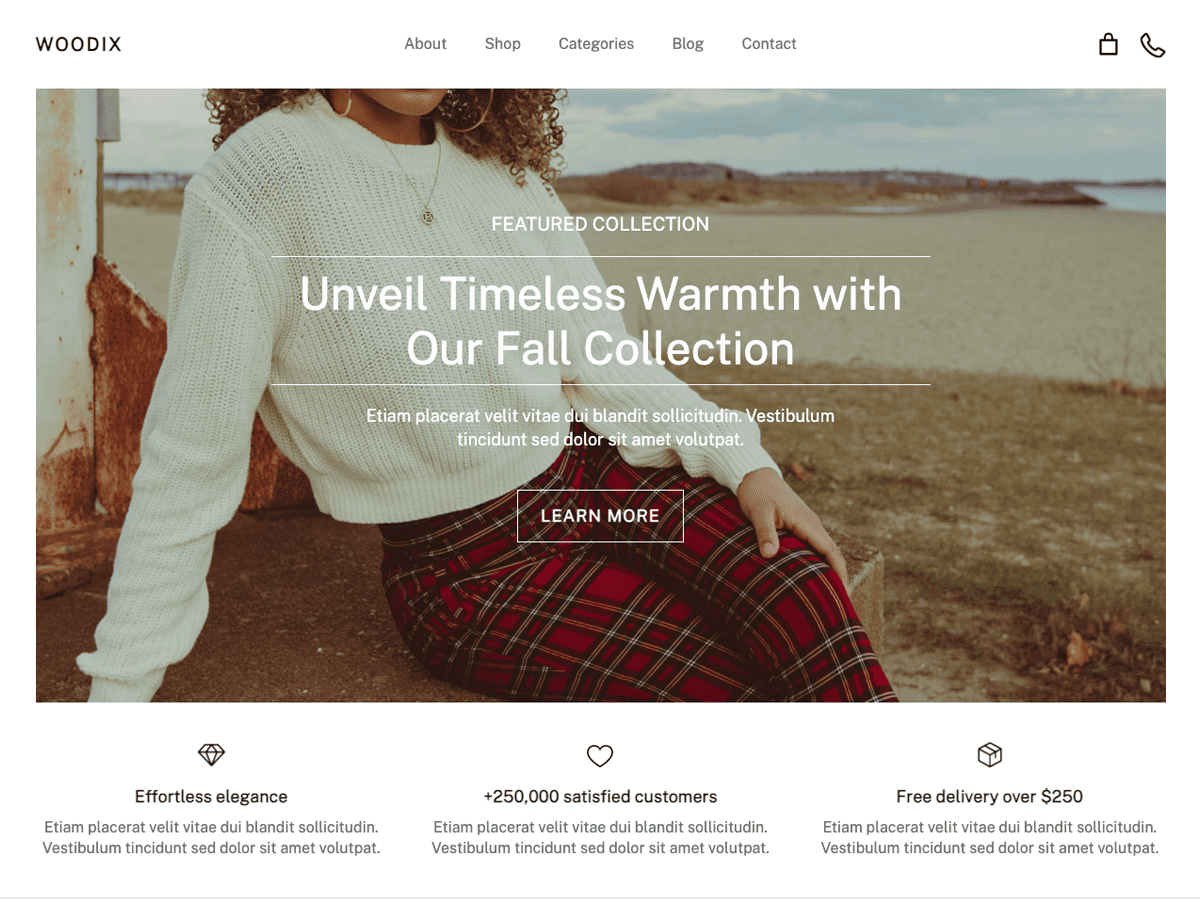 WOODIX
About
Shop
Categories
Blog
Contact
FEATURED COLLECTION
Unveil Timeless Warmth with
Our Fall Collection
Etiam placerat velit vitae dui blandit sollicitudin. Vestibulum
tincidunt sed dolor sit amet volutpat.
LEARN MORE
Effortless elegance
Etiam placerat velit vitae dui blandit sollicitudin.
Vestibulum tincidunt sed dolor sit amet volutpat.
+250,000 satisfied customers
Etiam placerat velit vitae dui blandit sollicitudin.
Vestibulum tincidunt sed dolor sit amet volutpat.
Free delivery over $250
Etiam placerat velit vitae dui blandit sollicitudin.
Vestibulum tincidunt sed dolor sit amet volutpat.